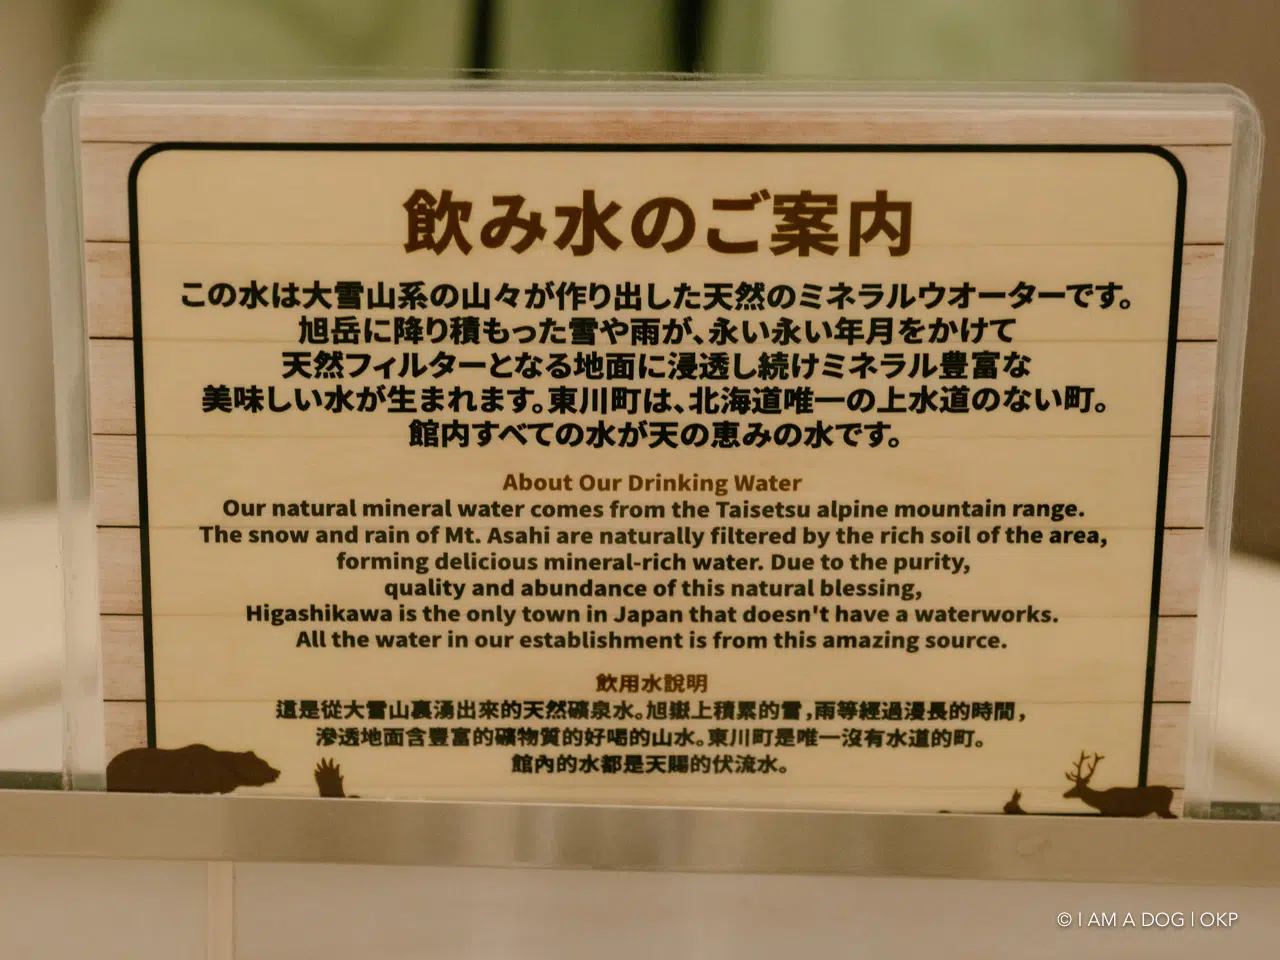 飲み水のご案内
この水は大雪山系の山々が作り出した天然のミネラルウオーターです。
旭岳に降り積もった雪や雨が、永い永い年月をかけて
天然フィルターとなる地面に浸透し続けミネラル豊富な
美味しい水が生まれます。東川町は、北海道唯一の上水道のない町。
館内すべての水が天の恵みの水です。
About Our Drinking Water
Our natural mineral water comes from the Taisetsu alpine mountain range.
The snow and rain of Mt. Asahi are naturally filtered by the rich soil of the area,
forming delicious mineral-rich water. Due to the purity,
quality and abundance of this natural blessing,
Higashikawa is the only town in Japan that doesn't have a waterworks.
All the water in our establishment is from this amazing source.
飲用水說明
這是從大雪山裏湧出來的天然礦泉水。旭嶽上積累的雪,雨等經過漫長的時間,
滲透地面含豐富的礦物質的好喝的山水。東川町是唯一沒有水道的町。
館內的水都是天賜的伏流水。
© I AM A DOG | OKP